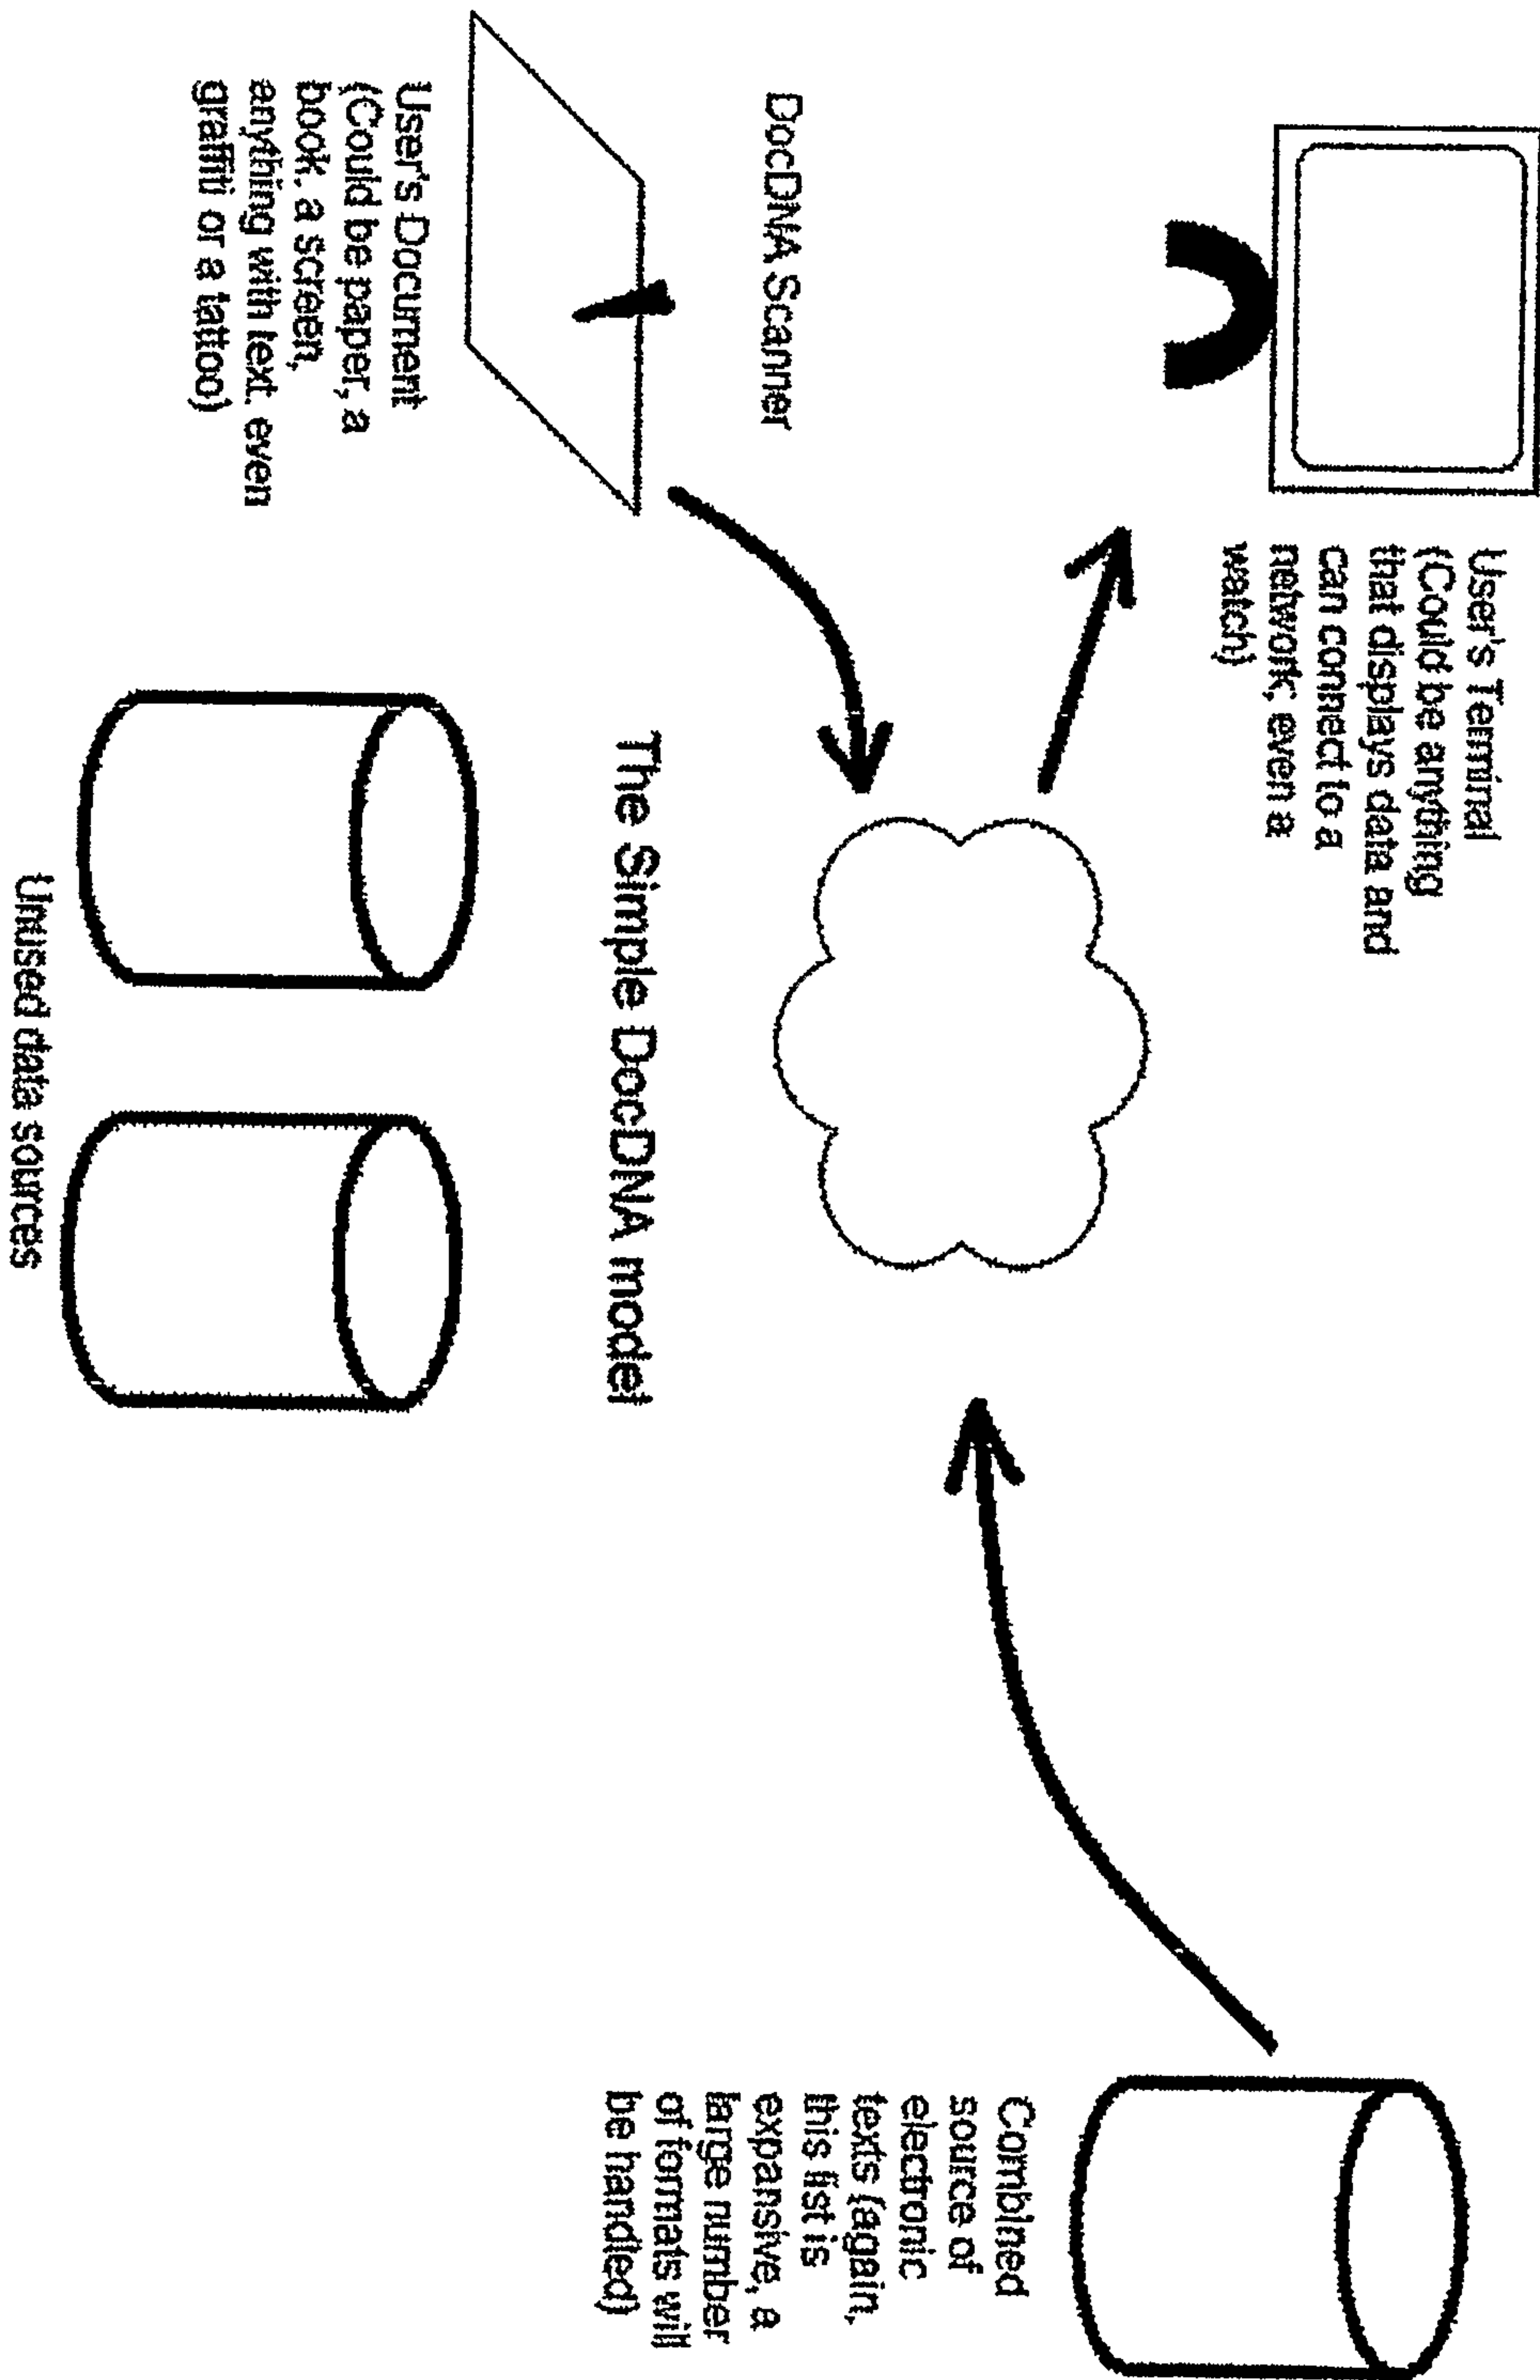 User's Terminal
(Could be anything
that displays data and
can connect to a
network, even a
watch)
DocDNA Scanner
User's Document
(Could be paper, a
book, a screen,
anything with text, even
graffiti or a tattoo)
Combined
source of
electronic
texts (again,
this list is
expansive, a
large number
of formats will
be handled)
The Simple DocDNA model
Unused data sources